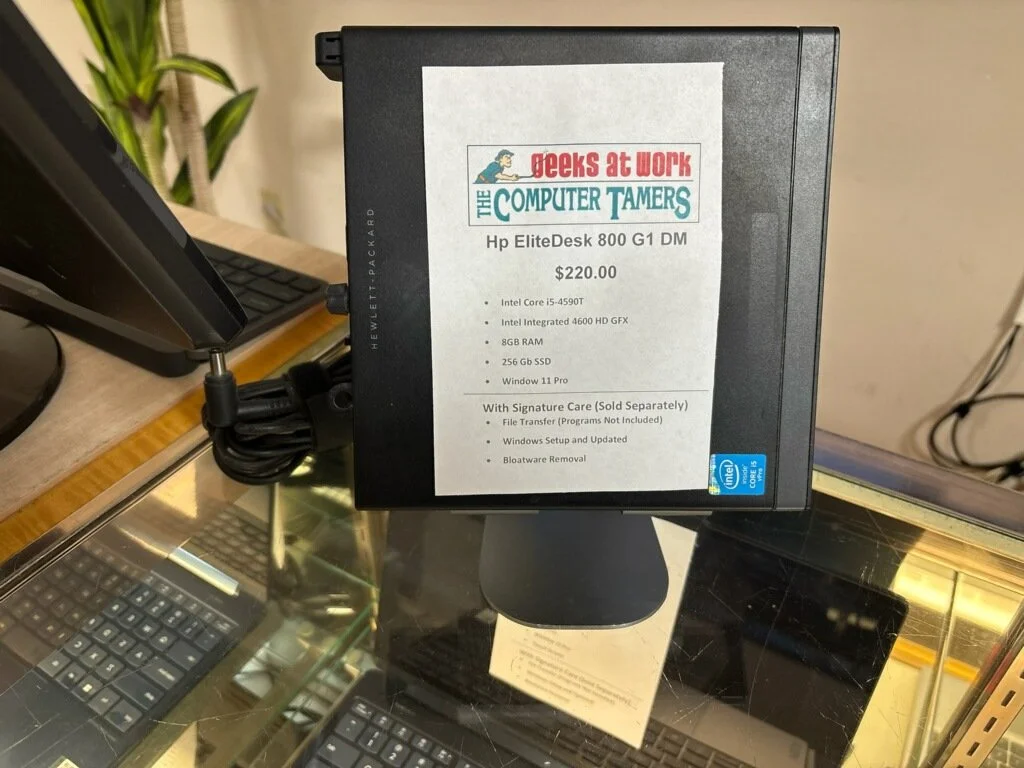 geeks at work
THE COMPUTER TAMERS
Hp EliteDesk 800 G1 DM
$220.00
• Intel Core i5-4590T
• Intel Integrated 4600 HD GFX
• 8GB RAM
• 256 Gb SSD
• Window 11 Pro
With Signature Care (Sold Separately)
• File Transfer (Programs Not Included)
• Windows Setup and Updated
• Bloatware Removal
HEWLETT-PACKARD
intel inside
CORE i5
vPro